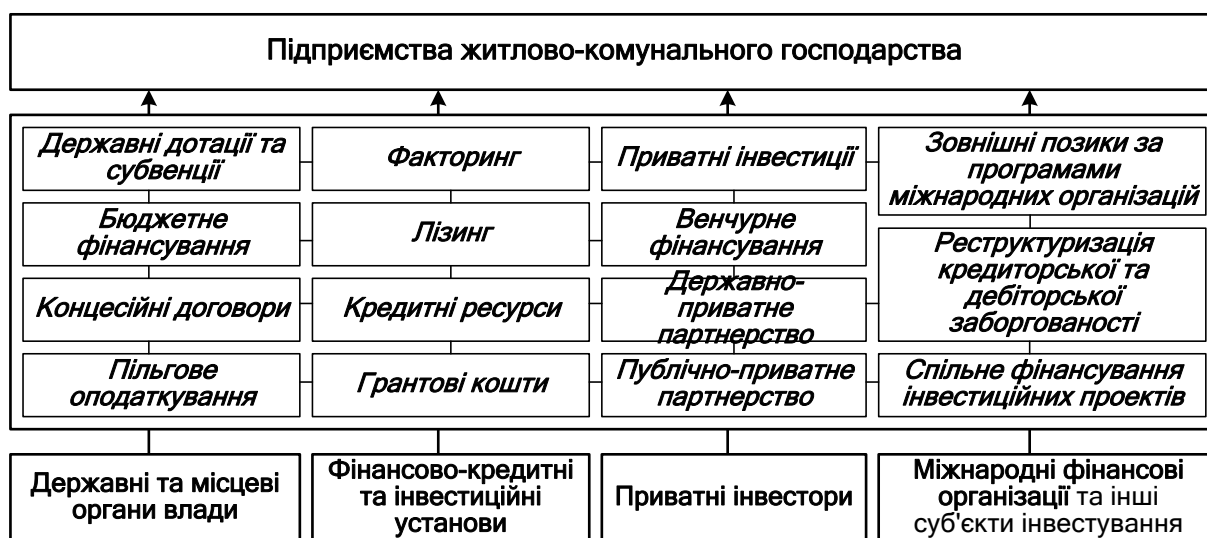 Підприємства житлово-комунального господарства
Державні дотації та
субвенції
Факторинг
Приватні інвестиції
Зовнішні позики за
програмами
міжнародних організацій
Бюджетне
фінансування
Лізинг
Венчурне
фінансування
Реструктуризація
кредиторської та
дебіторської
заборгованості
Концесійні договори
Кредитні ресурси
Державно-
приватне
партнерство
Пільгове
оподаткування
Грантові кошти
Публічно-приватне
партнерство
Спільне фінансування
інвестиційних проектів
Державні та місцеві
органи влади
Фінансово-кредитні
та інвестиційні
установи
Приватні інвестори
Міжнародні фінансові
організації та інші
суб'єкти інвестування